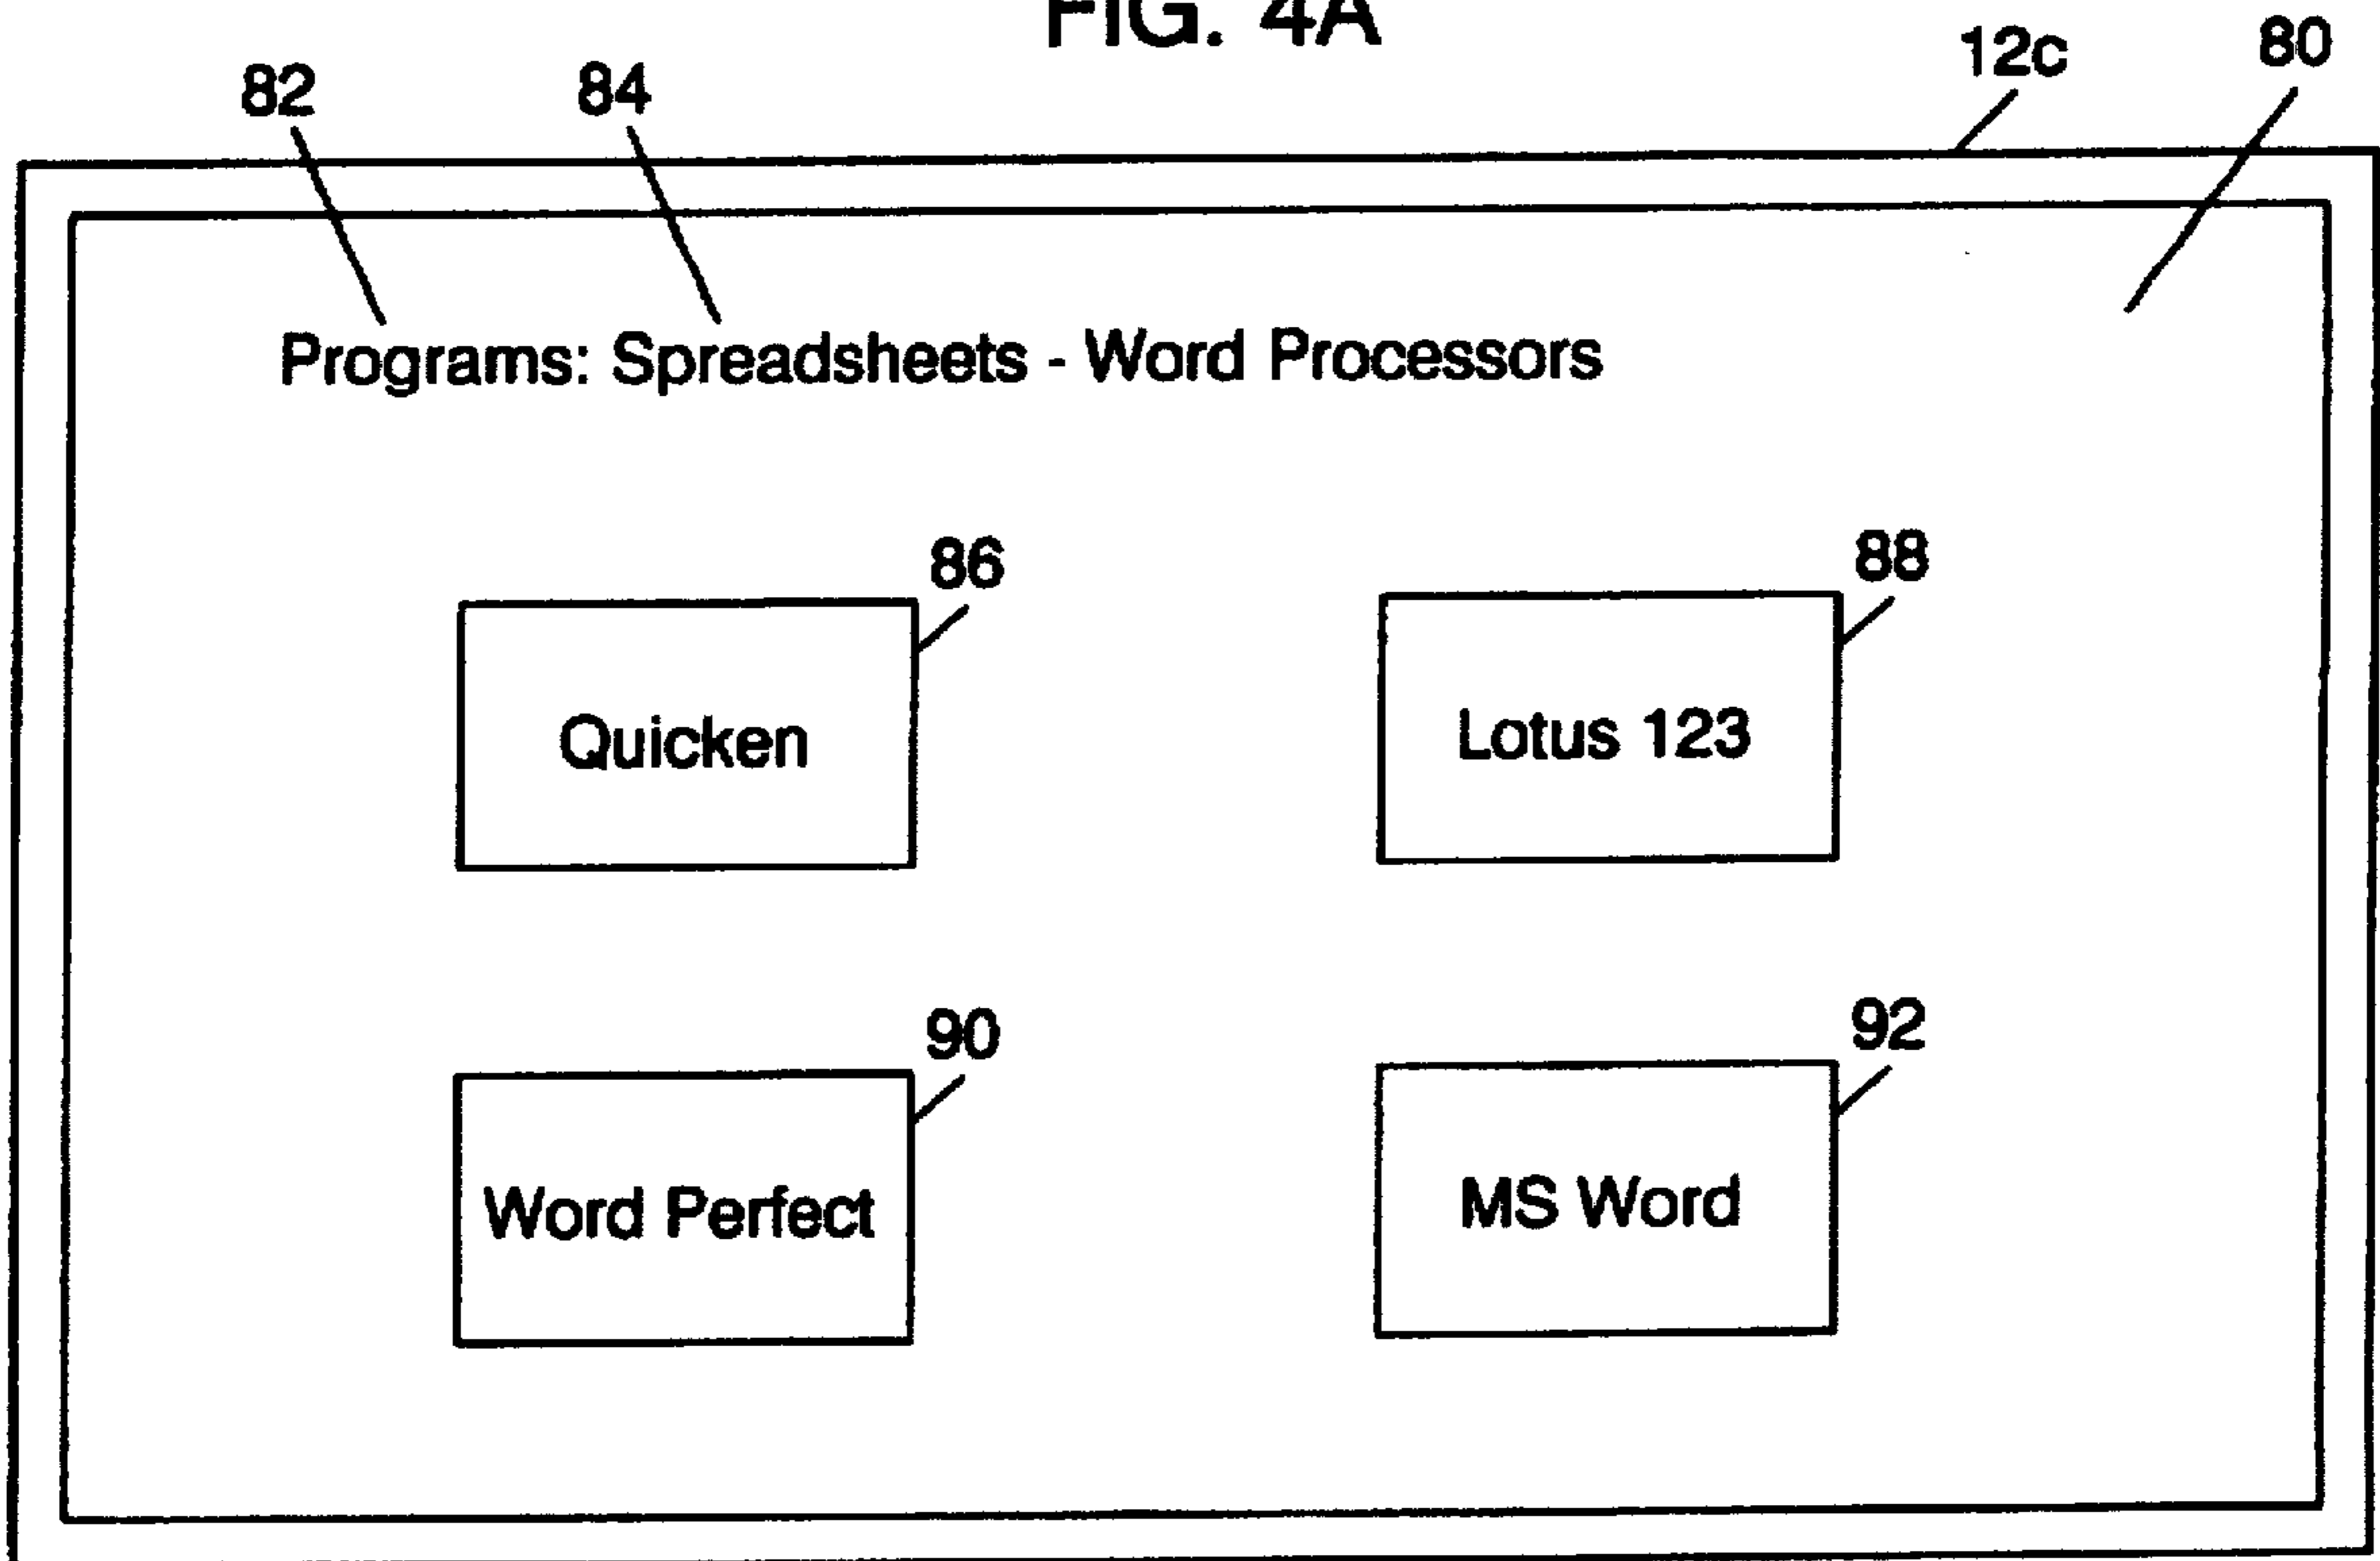 FIG. 4A
82 84 12c 80
Programs: Spreadsheets - Word Processors
86 88
Quicken Lotus 123
90 92
Word Perfect MS Word